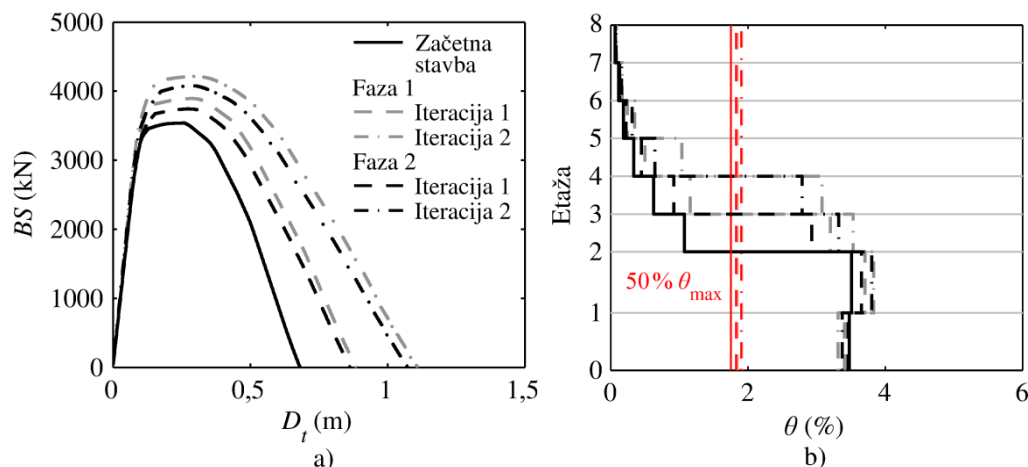 5000
4000
3000
2000
1000
0
BS (kN)
0
0,5
1
1,5
D_t (m)
a)
Začetna
stavba
Faza 1
Iteracija 1
Iteracija 2
Faza 2
Iteracija 1
Iteracija 2
8
7
6
5
4
3
2
1
0
Etaža
50% θmax
0
2
4
6
θ (%)
b)